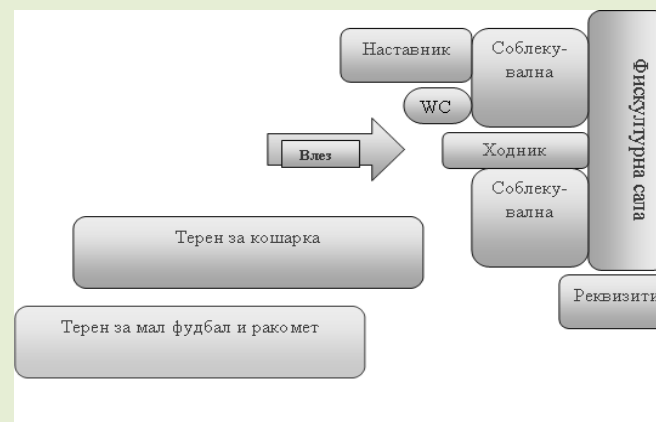 Наставник
Соблеку-
вална
Фискултурна сала
WC
Влез
Ходник
Соблеку-
вална
Терен за кошарка
Реквизити
Терен за мал фудбал и ракомет